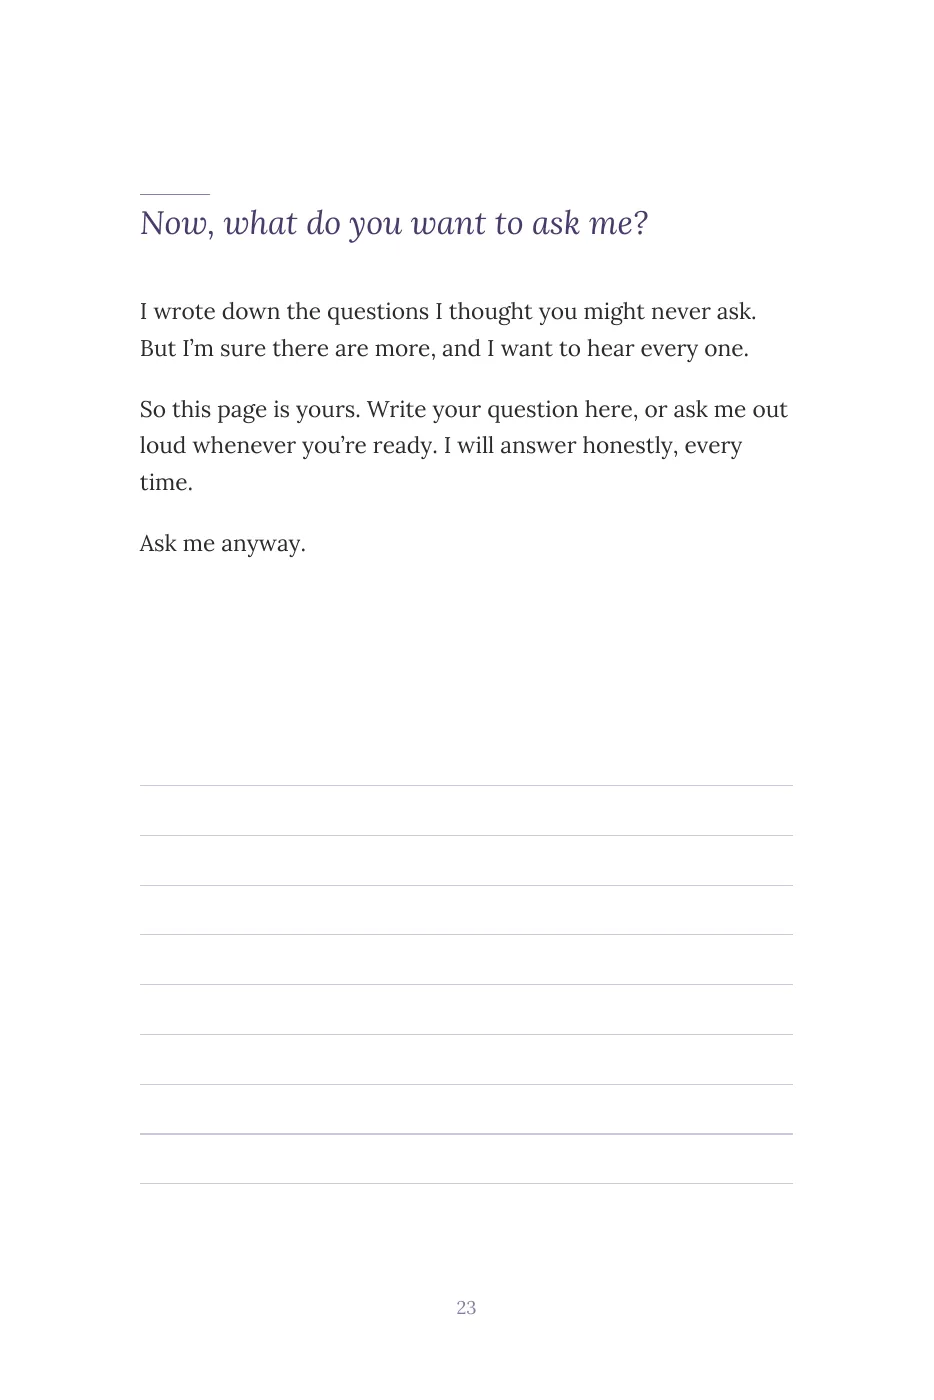 Now, what do you want to ask me?
I wrote down the questions I thought you might never ask.
But I’m sure there are more, and I want to hear every one.
So this page is yours. Write your question here, or ask me out
loud whenever you’re ready. I will answer honestly, every
time.
Ask me anyway.
23